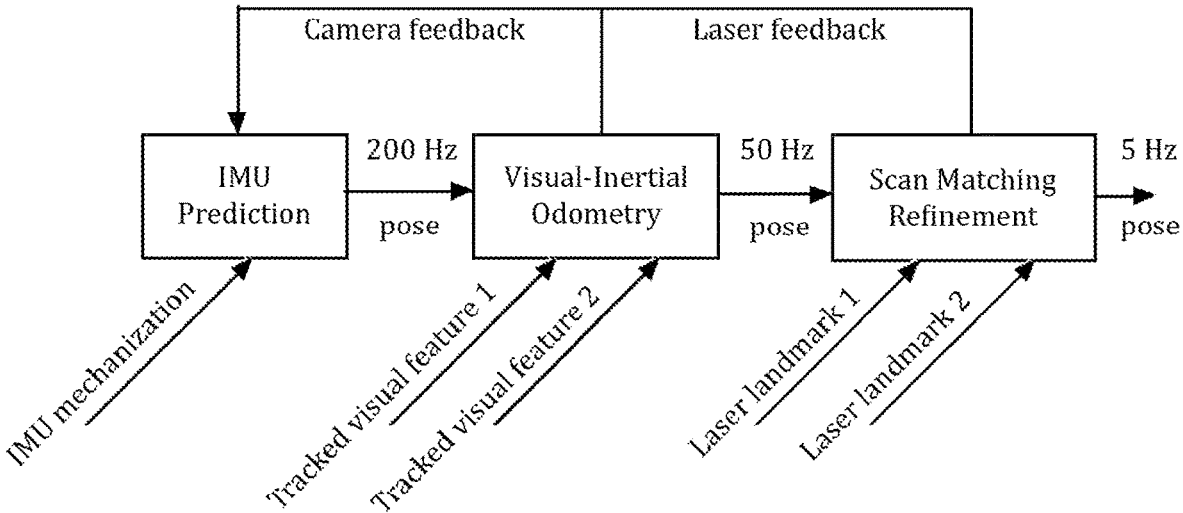 Camera feedback
Laser feedback
IMU
Prediction
200 Hz
pose
Visual-Inertial
Odometry
50 Hz
pose
Scan Matching
Refinement
5 Hz
pose
IMU mechanization
Tracked visual feature 1
Tracked visual feature 2
Laser landmark 1
Laser landmark 2